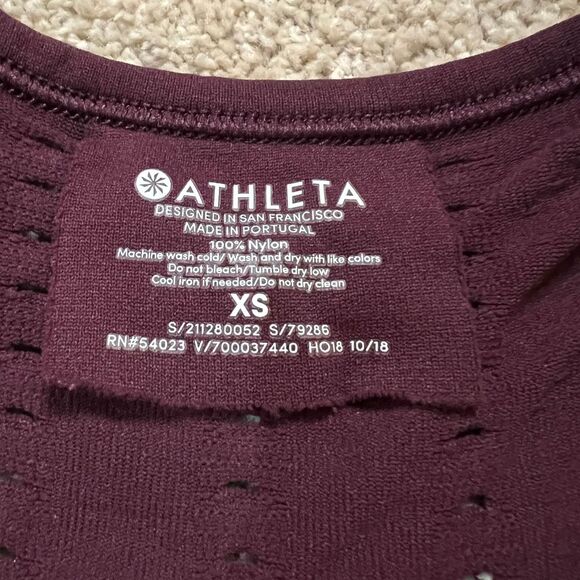 ATHLETA
DESIGNED IN SAN FRANCISCO
MADE IN PORTUGAL
100% Nylon
Machine wash cold/ Wash and dry with like colors
Do not bleach/Tumble dry low
Cool iron if needed/Do not dry clean
XS
S/211280052 S/79286
RN#54023 V/700037440 HO18 10/18